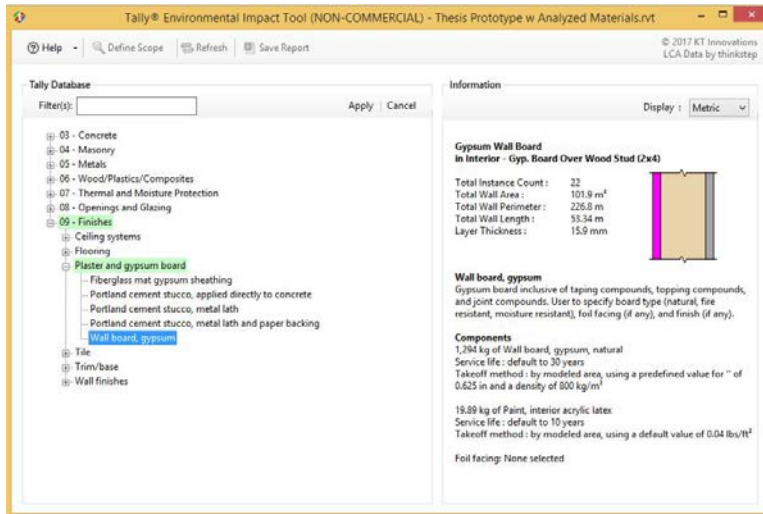 Tally® Environmental Impact Tool (NON-COMMERCIAL) - Thesis Prototype w Analyzed Materials.rvt
Help
Define Scope
Refresh
Save Report
© 2017 KT Innovations
LCA Data by thinkstep
Tally Database
Filter(s):
Apply | Cancel
03 - Concrete
04 - Masonry
05 - Metals
06 - Wood/Plastics/Composites
07 - Thermal and Moisture Protection
08 - Openings and Glazing
09 - Finishes
Ceiling systems
Flooring
Plaster and gypsum board
Fiberglass mat gypsum sheathing
Portland cement stucco, applied directly to concrete
Portland cement stucco, metal lath
Portland cement stucco, metal lath and paper backing
Wall board, gypsum
Tile
Trim/base
Wall finishes
Information
Display : Metric
Gypsum Wall Board
in Interior - Gyp. Board Over Wood Stud (2x4)
Total Instance Count : 22
Total Wall Area : 101.9 m²
Total Wall Perimeter : 226.8 m
Total Wall Length : 53.34 m
Layer Thickness : 15.9 mm
Wall board, gypsum
Gypsum board inclusive of taping compounds, topping compounds,
and joint compounds. User to specify board type (natural, fire
resistant, moisture resistant), foil facing (if any), and finish (if any).
Components
1,294 kg of Wall board, gypsum, natural
Service life : default to 30 years
Takeoff method : by modeled area, using a predefined value for '' of
0.625 in and a density of 800 kg/m³
19.89 kg of Paint, interior acrylic latex
Service life : default to 10 years
Takeoff method : by modeled area, using a default value of 0.04 lbs/ft²
Foil facing: None selected